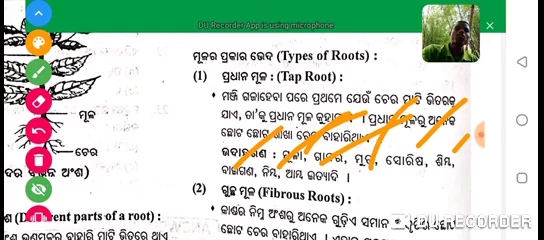 DU Recorder App is using microphone
ମୂଳର ପ୍ରକାର ଭେଦ (Types of Roots) :
(1) ପ୍ରଧାନ ମୂଳ : (Tap Root) :
• ମଞ୍ଜି ଗଜାହେବା ପରେ ପ୍ରଥମେ ଯେଉଁ ଚେର ମାଟି ଭିତରକୁ
ଯାଏ, ତା'କୁ ପ୍ରଧାନ ମୂଳ । ପ୍ରଧାନ ମୂଳରୁ ଅନେକ
ଛୋଟ ଛୋଟ ଶାଖା ଚେର ବାହାରିଥାଏ
ଉଦାହରଣ : ମୂଳା, ଗାଜର, ସୋରିଷ, ଶିମ୍ବ,
ବାଇଗଣ, ନିମ୍ବ, ଆମ୍ବ ଇତ୍ୟାଦି ।
(2) ଗୁଚ୍ଛ ମୂଳ (Fibrous Roots) :
• କାଣ୍ଡର ନିମ୍ନ ଅଂଶରୁ ଅନେକ ଗୁଡ଼ିଏ ସମାନ
ଛୋଟ ଚେର ବାହାରିଥାଏ ।
ମୂଳ
ଚେର
ଅଂଶ)
parts of a root) :
ବାହାରି ମାଟି ଭିତରେ ଥାଏ
DU RECORDER